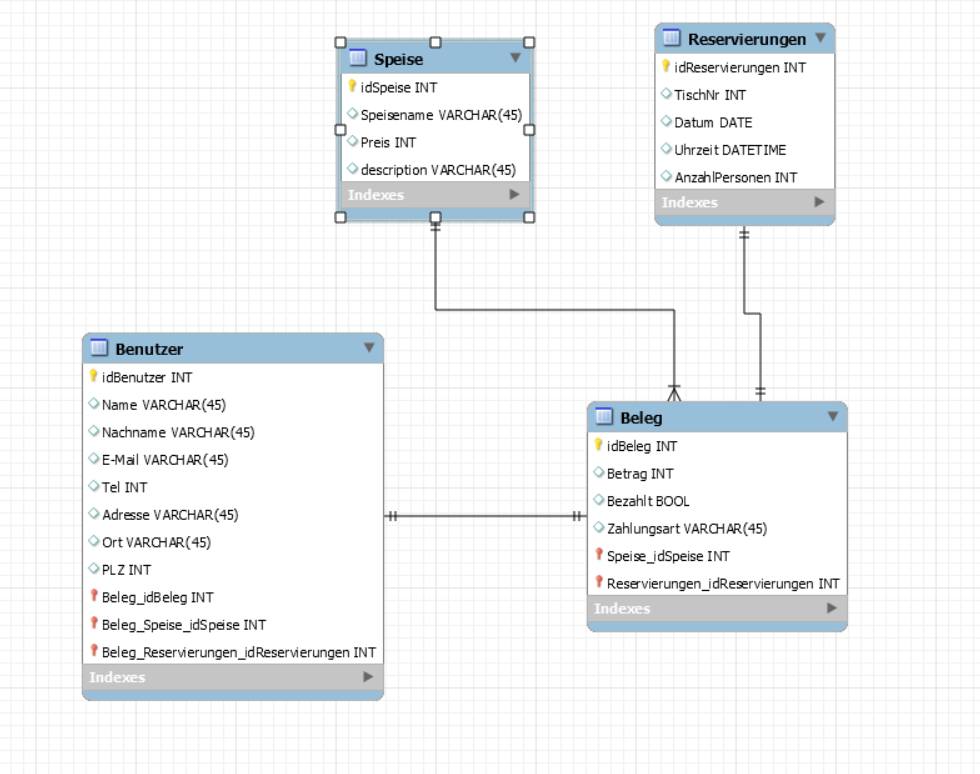 Speise
idSpeise INT
Speisename VARCHAR(45)
Preis INT
description VARCHAR(45)
Indexes
Reservierungen
idReservierungen INT
TischNr INT
Datum DATE
Uhrzeit DATETIME
AnzahlPersonen INT
Indexes
Benutzer
idBenutzer INT
Name VARCHAR(45)
Nachname VARCHAR(45)
E-Mail VARCHAR(45)
Tel INT
Adresse VARCHAR(45)
Ort VARCHAR(45)
PLZ INT
Beleg_idBeleg INT
Beleg_Speise_idSpeise INT
Beleg_Reservierungen_idReservierungen INT
Indexes
Beleg
idBeleg INT
Betrag INT
Bezahlt BOOL
Zahlungsart VARCHAR(45)
Speise_idSpeise INT
Reservierungen_idReservierungen INT
Indexes